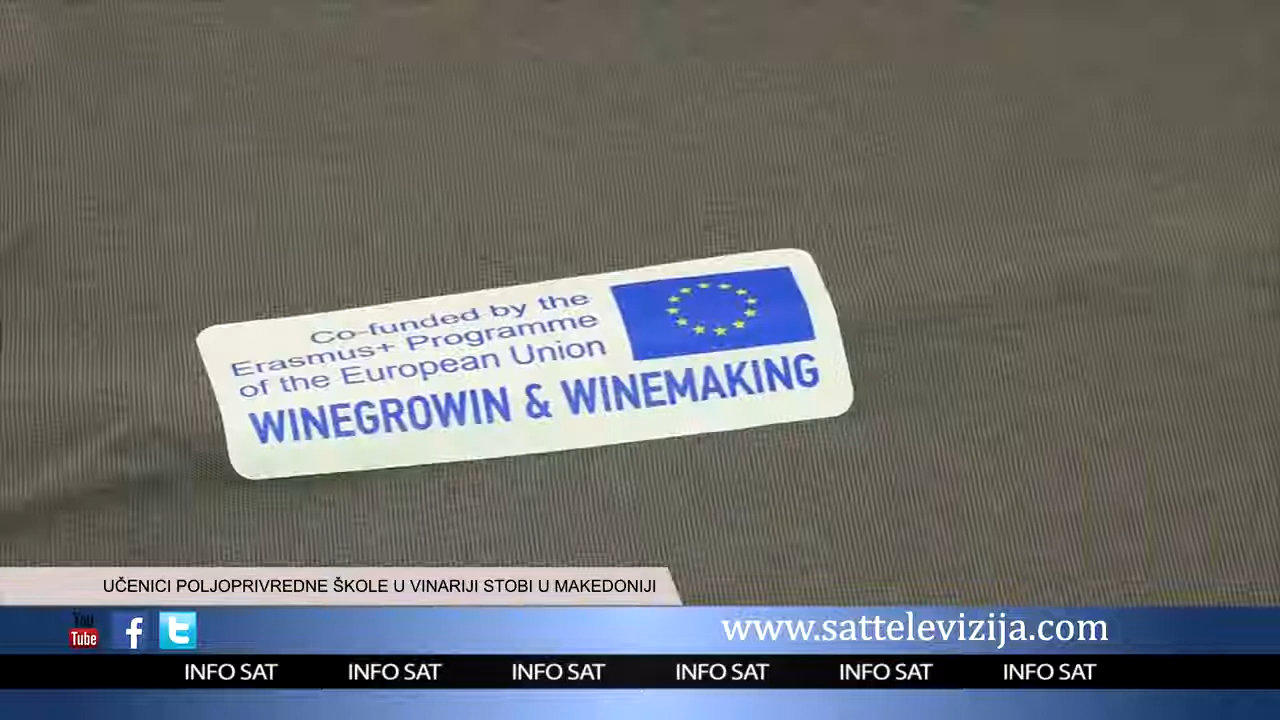 Co-funded by the
Erasmus+ Programme
of the European Union
WINEGROWIN & WINEMAKING
UČENICI POLJOPRIVREDNE ŠKOLE U VINARIJI STOBI U MAKEDONIJI
You
Tube
www.sattelevizija.com
INFO SAT INFO SAT INFO SAT INFO SAT INFO SAT INFO SAT